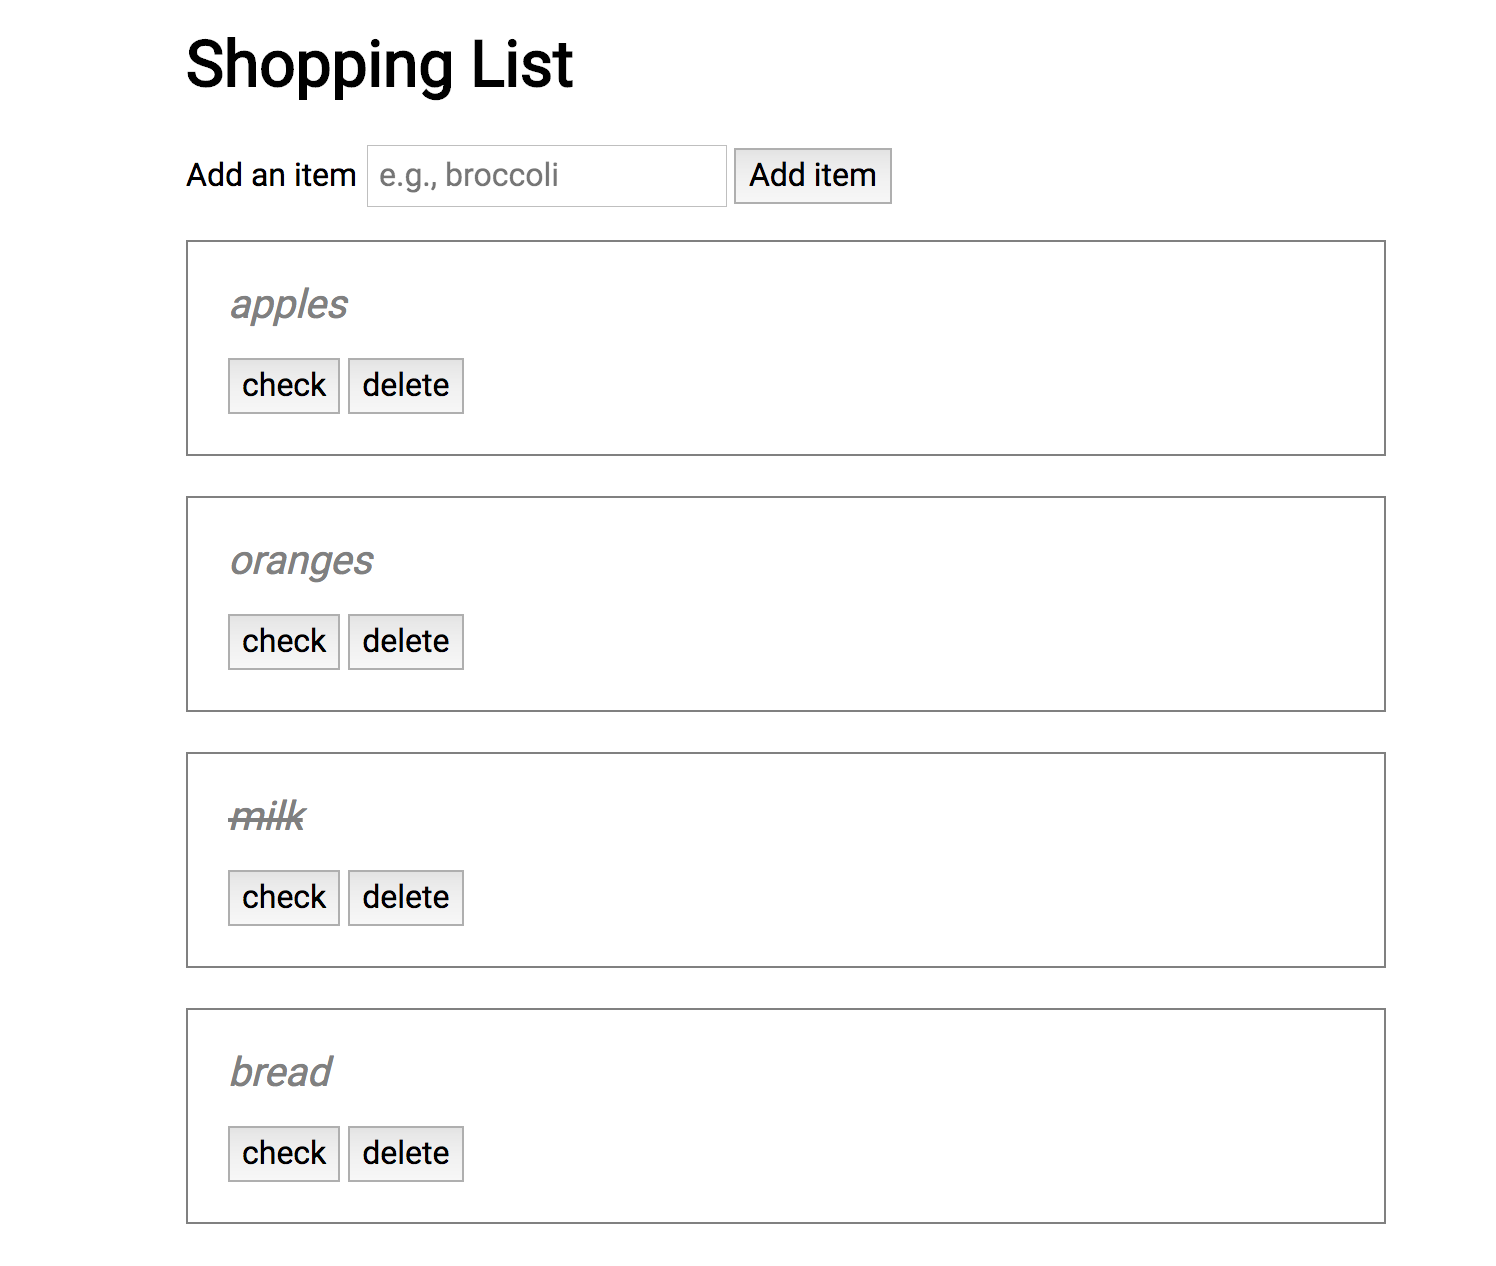 Shopping List
Add an item e.g., broccoli Add item
apples
check delete
oranges
check delete
milk
check delete
bread
check delete